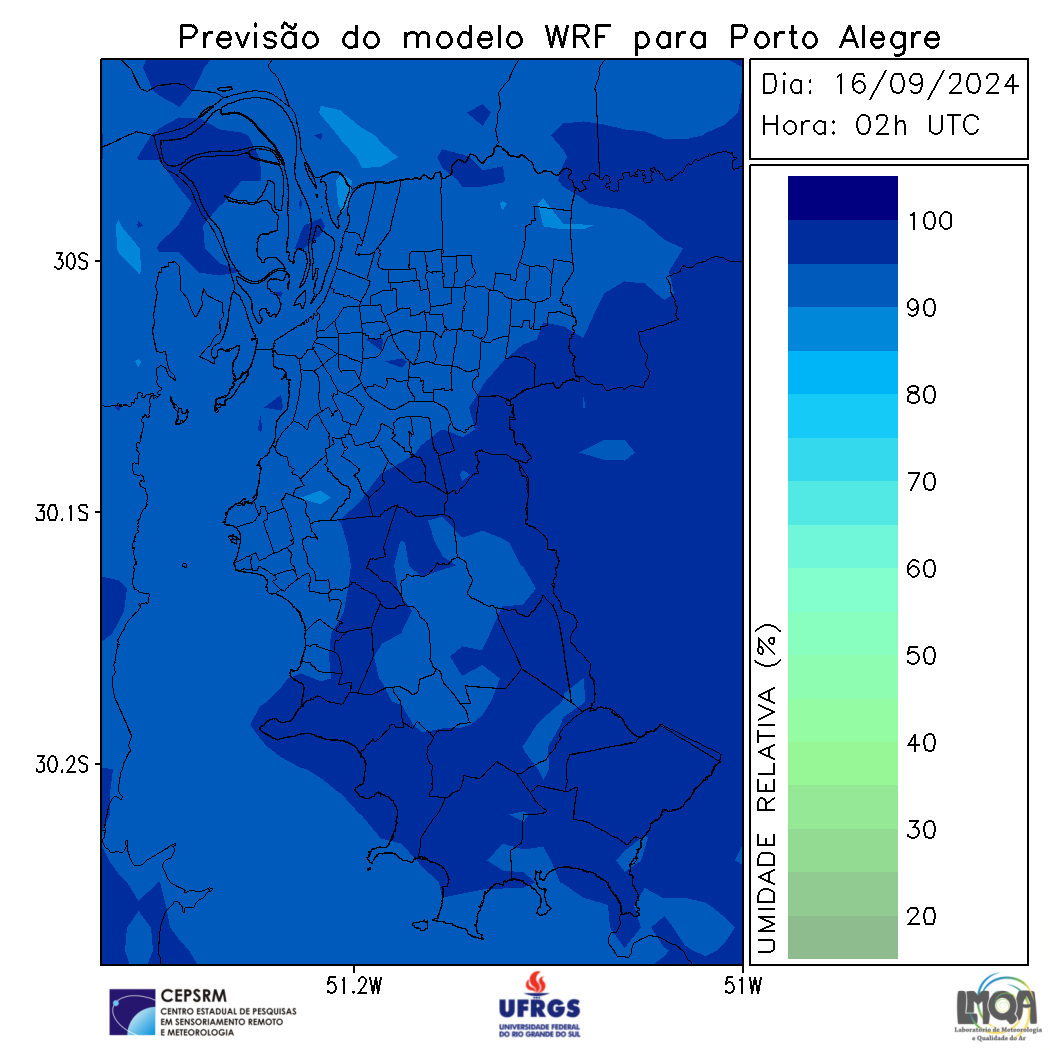 Previsão do modelo WRF para Porto Alegre
Dia: 16/09/2024
Hora: 02h UTC
100
90
80
70
60
50
40
30
20
UMIDADE RELATIVA (%)
30S
30.1S
30.2S
51.2W
51W
CEPSRM
CENTRO ESTADUAL DE PESQUISAS
EM SENSORIAMENTO REMOTO
E METEOROLOGIA
UFRGS
UNIVERSIDADE FEDERAL
DO RIO GRANDE DO SUL
LMQA
Laboratório de Meteorologia
e Qualidade do Ar